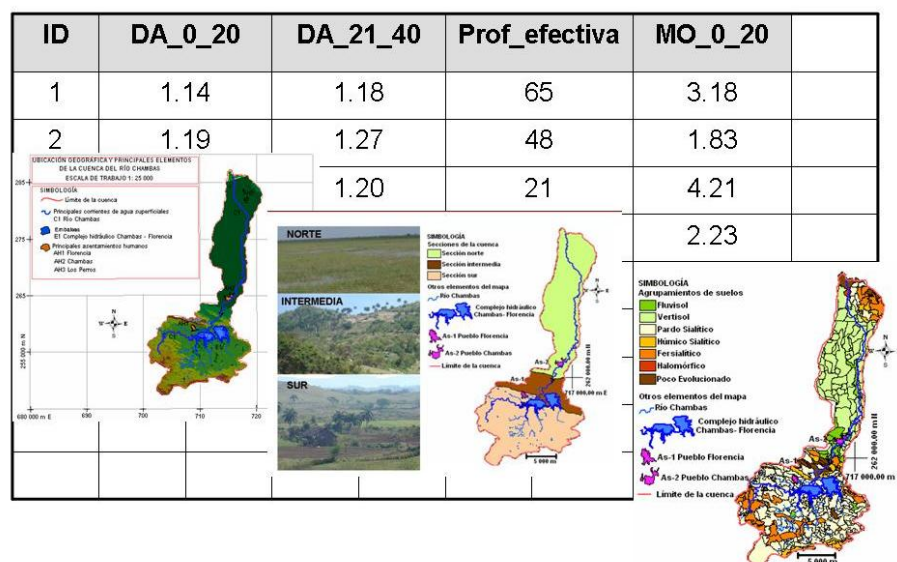 ID DA_0_20 DA_21_40 Prof_efectiva MO_0_20
1 1.14 1.18 65 3.18
2 1.19 1.27 48 1.83
1.20 21 4.21
2.23
UBICACIÓN GEOGRÁFICA Y PRINCIPALES ELEMENTOS
DE LA CUENCA DEL RÍO CHAMBAS
ESCALA DE TRABAJO 1: 25 000
SIMBOLOGÍA
Límite de la cuenca
Principales corrientes de agua superficiales
C1 Río Chambas
Embalses
E1 Complejo hidráulico Chambas - Florencia
Principales asentamientos humanos
AH1 Florencia
AH2 Chambas
AH3 Los Perros
285
275
265
255 000 m N
680 000 m E 690 700 710 720
N
S
E
NORTE
INTERMEDIA
SUR
SIMBOLOGÍA
Secciones de la cuenca
Sección norte
Sección intermedia
Sección sur
Otros elementos del mapa
Río Chambas
Complejo hidráulico
Chambas- Florencia
As-1 Pueblo Florencia
As-2 Pueblo Chambas
Límite de la cuenca
As-2
As-1
262 000.00 m N
717 000.00 m E
N
S
5 000 m
SIMBOLOGÍA
Agrupamientos de suelos
Fluvisol
Vertisol
Pardo Sialítico
Húmico Sialítico
Fersialítico
Halomórfico
Poco Evolucionado
Otros elementos del mapa
Río Chambas
Complejo hidráulico
Chambas- Florencia
As-1 Pueblo Florencia
As-2 Pueblo Chambas
Límite de la cuenca
As-2
As-1
262 000.00 m N
717 000.00 m
N
S
5 000 m